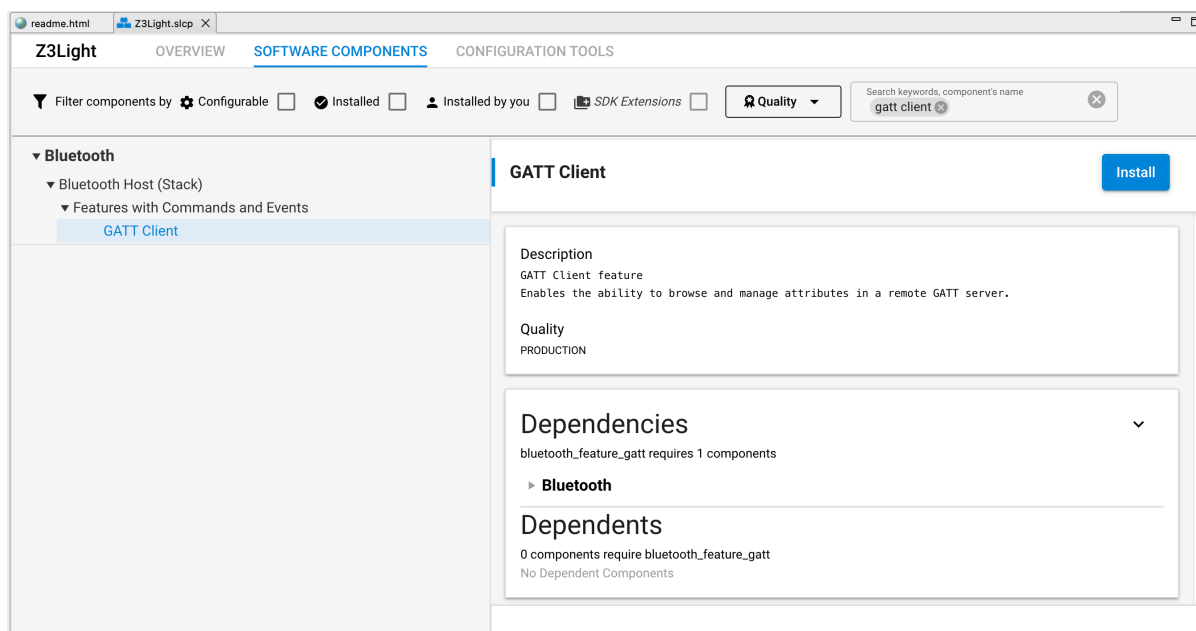 readme.html
Z3Light.slcp
Z3Light OVERVIEW SOFTWARE COMPONENTS CONFIGURATION TOOLS
Filter components by Configurable Installed Installed by you SDK Extensions Quality
Search keywords, component's name
gatt client
Bluetooth
Bluetooth Host (Stack)
Features with Commands and Events
GATT Client
GATT Client
Install
Description
GATT Client feature
Enables the ability to browse and manage attributes in a remote GATT server.
Quality
PRODUCTION
Dependencies
bluetooth_feature_gatt requires 1 components
Bluetooth
Dependents
0 components require bluetooth_feature_gatt
No Dependent Components